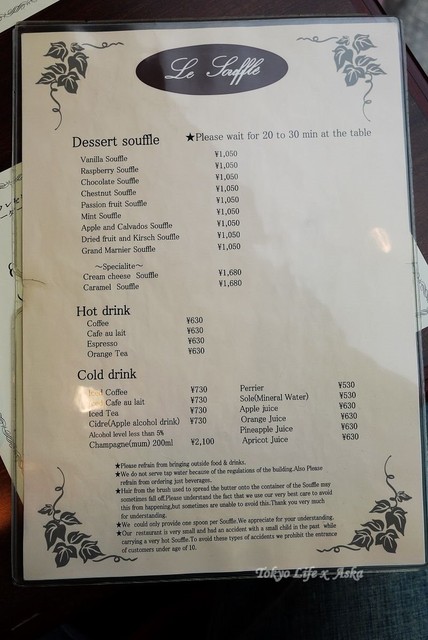 Le Souffle
Dessert souffle ★Please wait for 20 to 30 min at the table
Vanilla Souffle ¥1,050
Raspberry Souffle ¥1,050
Chocolate Souffle ¥1,050
Chestnut Souffle ¥1,050
Passion fruit Souffle ¥1,050
Mint Souffle ¥1,050
Apple and Calvados Souffle ¥1,050
Dried fruit and Kirsch Souffle ¥1,050
Grand Marnier Souffle ¥1,050
～Specialite～
Cream cheese Souffle ¥1,680
Caramel Souffle ¥1,680
Hot drink
Coffee ¥630
Cafe au lait ¥630
Espresso ¥630
Orange Tea ¥630
Cold drink
Coffee ¥730
Cafe au lait ¥730
Iced Tea ¥730
Cidre(Apple alcohol drink) ¥730
Alcohol level less than 5%
Champagne(mum) 200ml ¥2,100
Perrier ¥530
Sole(Mineral Water) ¥530
Apple juice ¥630
Orange Juice ¥630
Pineapple Juice ¥630
Apricot Juice ¥630
★Please refrain from bringing outside food & drinks.
★We do not serve tap water because of the regulations of the building.Also Please
refrain from ordering just beverages.
★Hair from the brush used to spread the butter onto the container of the Souffle may
sometimes fall off.Please understand the fact that we use our very best care to avoid
this from happening,but sometimes are unable to avoid this. Thank you very much
for understanding.
★We could only provide one spoon per Souffle.We appreciate for your understanding.
★Our restaurant is very small and had an accident with a small child in the past while
carrying a very hot Souffle.To avoid these types of accidents we prohibit the entrance
of customers under age of 10.
Tokyo Life x Aska